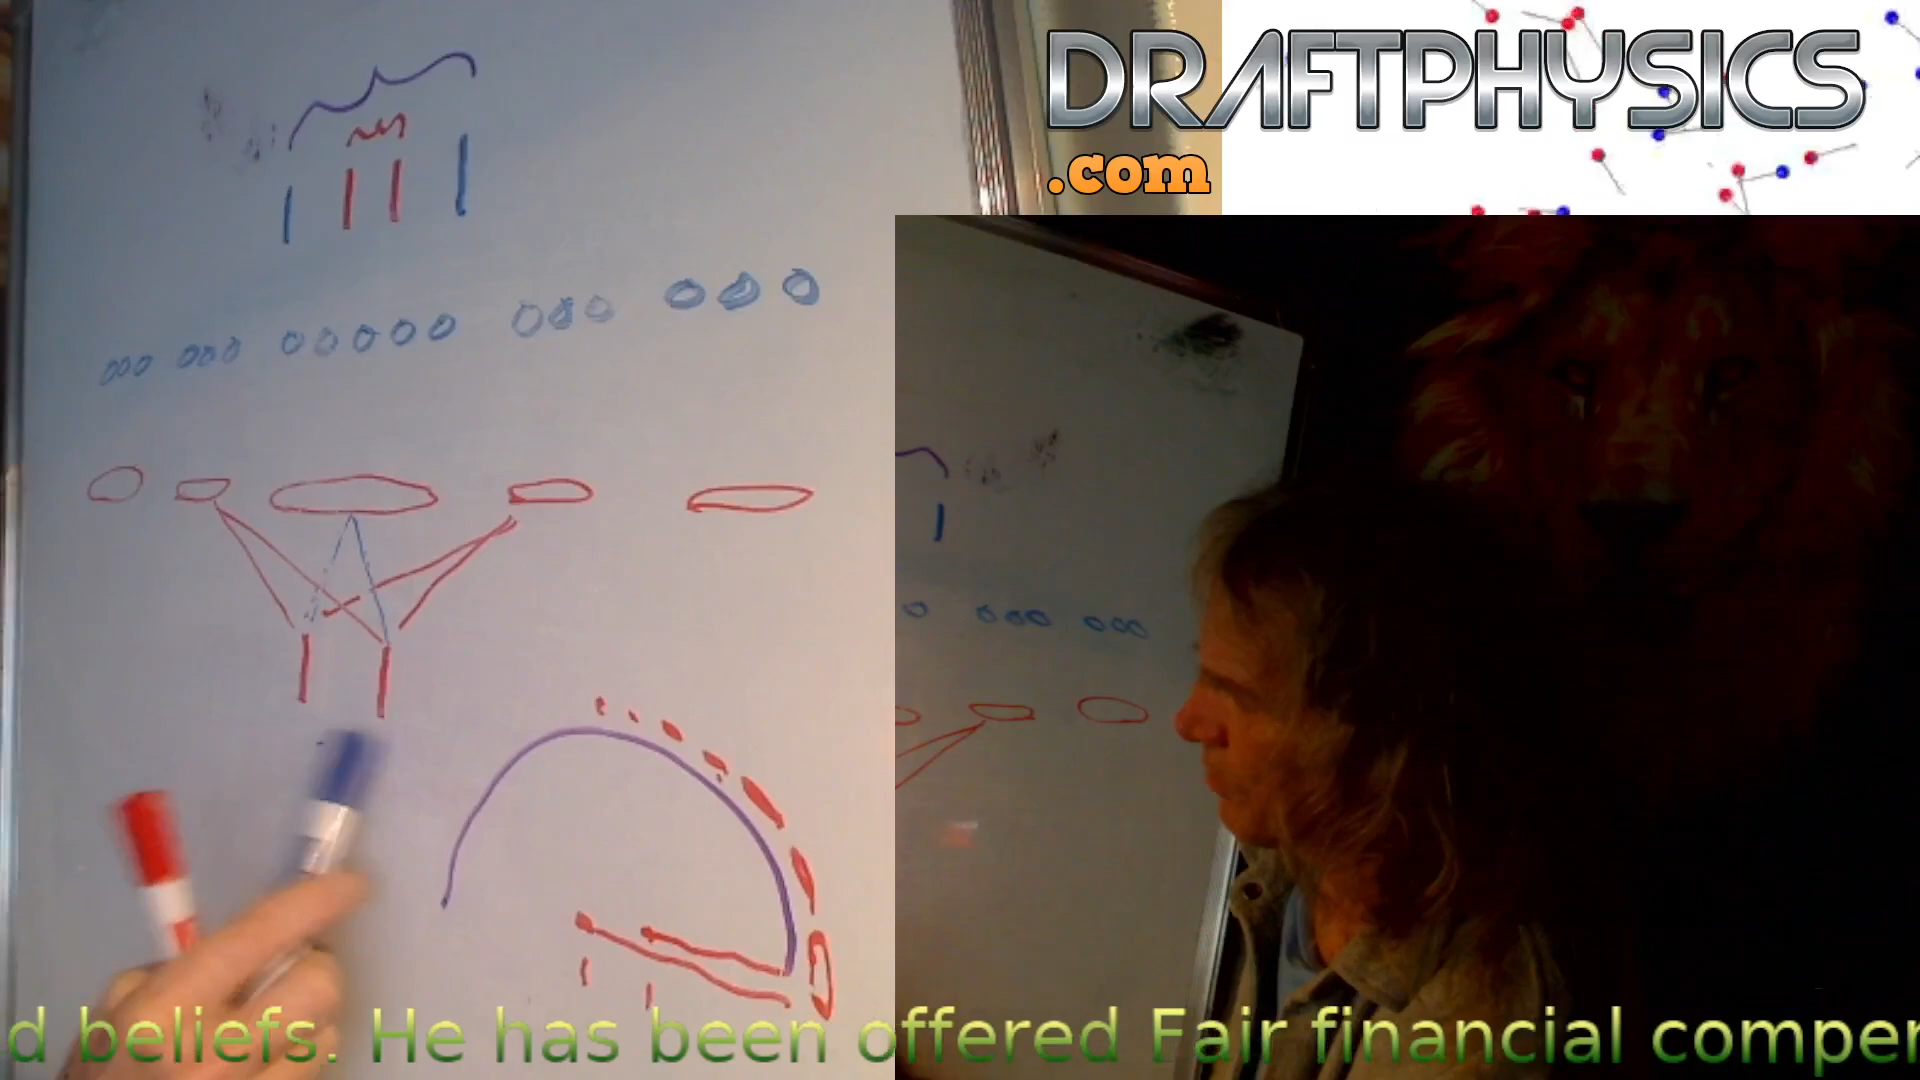 DRAFTPHYSICS
.com
d beliefs. He has been offered Fair financial compen